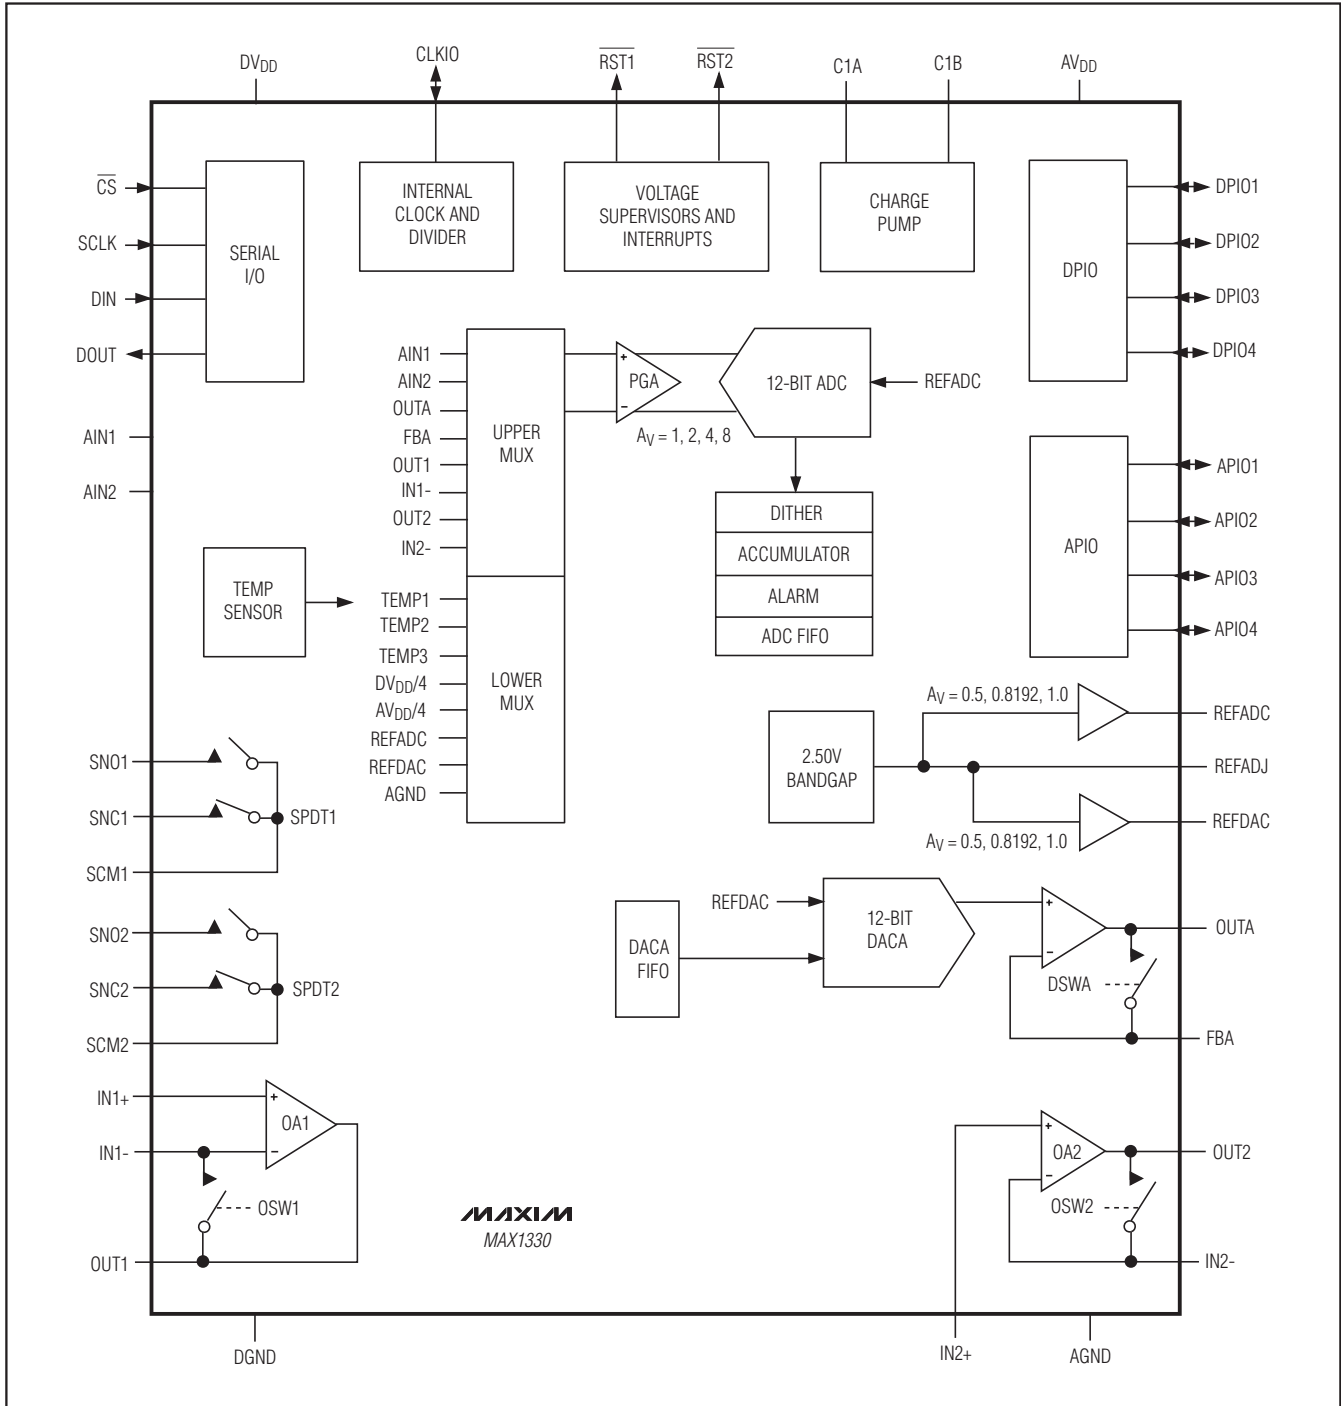 DVDD
CLKIO
RST1
RST2
C1A
C1B
AVDD
CS
SCLK
DIN
DOUT
AIN1
AIN2
SERIAL
I/O
INTERNAL
CLOCK AND
DIVIDER
VOLTAGE
SUPERVISORS AND
INTERRUPTS
CHARGE
PUMP
DPIO
DPIO1
DPIO2
DPIO3
DPIO4
AIN1
AIN2
OUTA
FBA
OUT1
IN1-
OUT2
IN2-
UPPER
MUX
+
PGA
−
AV = 1, 2, 4, 8
12-BIT ADC
REFADC
DITHER
ACCUMULATOR
ALARM
ADC FIFO
APIO
APIO1
APIO2
APIO3
APIO4
TEMP
SENSOR
TEMP1
TEMP2
TEMP3
DVDD/4
AVDD/4
REFADC
REFDAC
AGND
LOWER
MUX
2.50V
BANDGAP
AV = 0.5, 0.8192, 1.0
REFADC
REFADJ
REFDAC
AV = 0.5, 0.8192, 1.0
SNO1
SNC1
SPDT1
SCM1
SNO2
SNC2
SPDT2
SCM2
REFDAC
DACA
FIFO
12-BIT
DACA
+
−
OUTA
DSWA
FBA
IN1+
+
OA1
IN1-
−
OSW1
OUT1
MAXIM
MAX1330
+
OA2
−
OUT2
OSW2
IN2-
DGND
IN2+
AGND